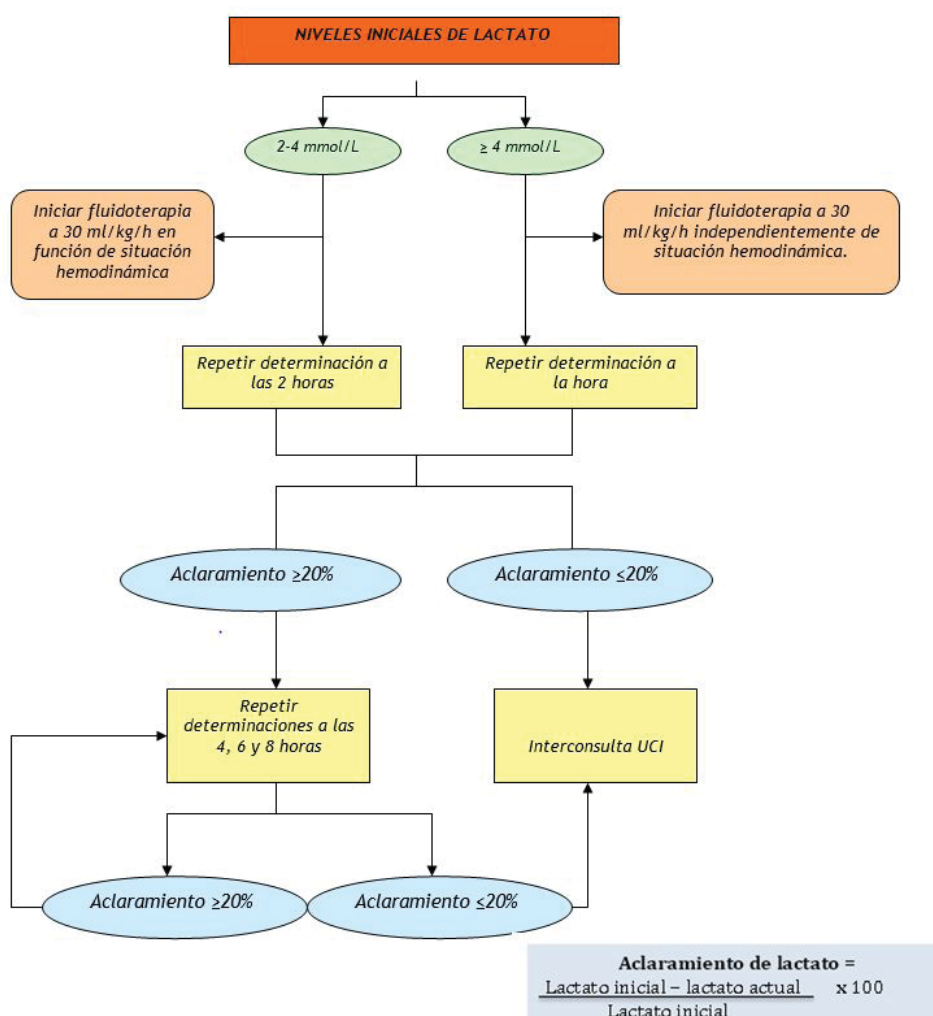 NIVELES INICIALES DE LACTATO
2-4 mmol/L
≥ 4 mmol/L
Iniciar fluidoterapia
a 30 ml/kg/h en
función de situación
hemodinámica
Iniciar fluidoterapia a 30
ml/kg/h independientemente de
situación hemodinámica.
Repetir determinación a
las 2 horas
Repetir determinación a
la hora
Aclaramiento ≥20%
Aclaramiento ≤20%
Repetir
determinaciones a las
4, 6 y 8 horas
Interconsulta UCI
Aclaramiento ≥20%
Aclaramiento ≤20%
Aclaramiento de lactato =
Lactato inicial – lactato actual x 100
Lactato inicial